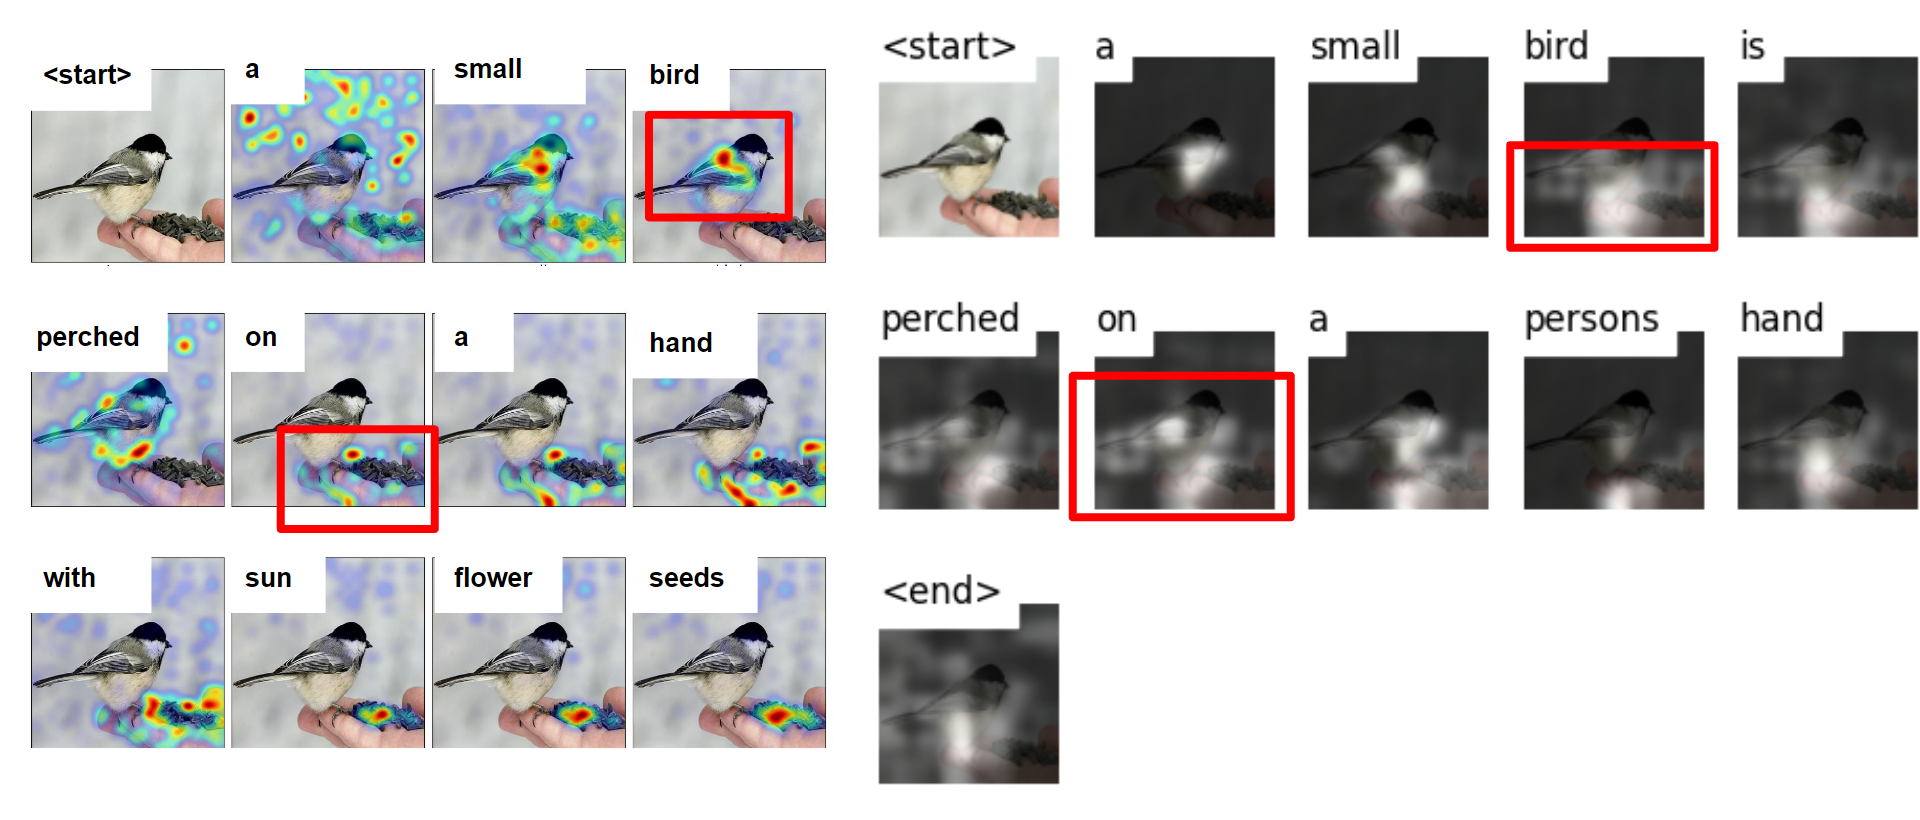 <start> a small bird
perched on a hand
with sun flower seeds
<start> a small bird is
perched on a persons hand
<end>